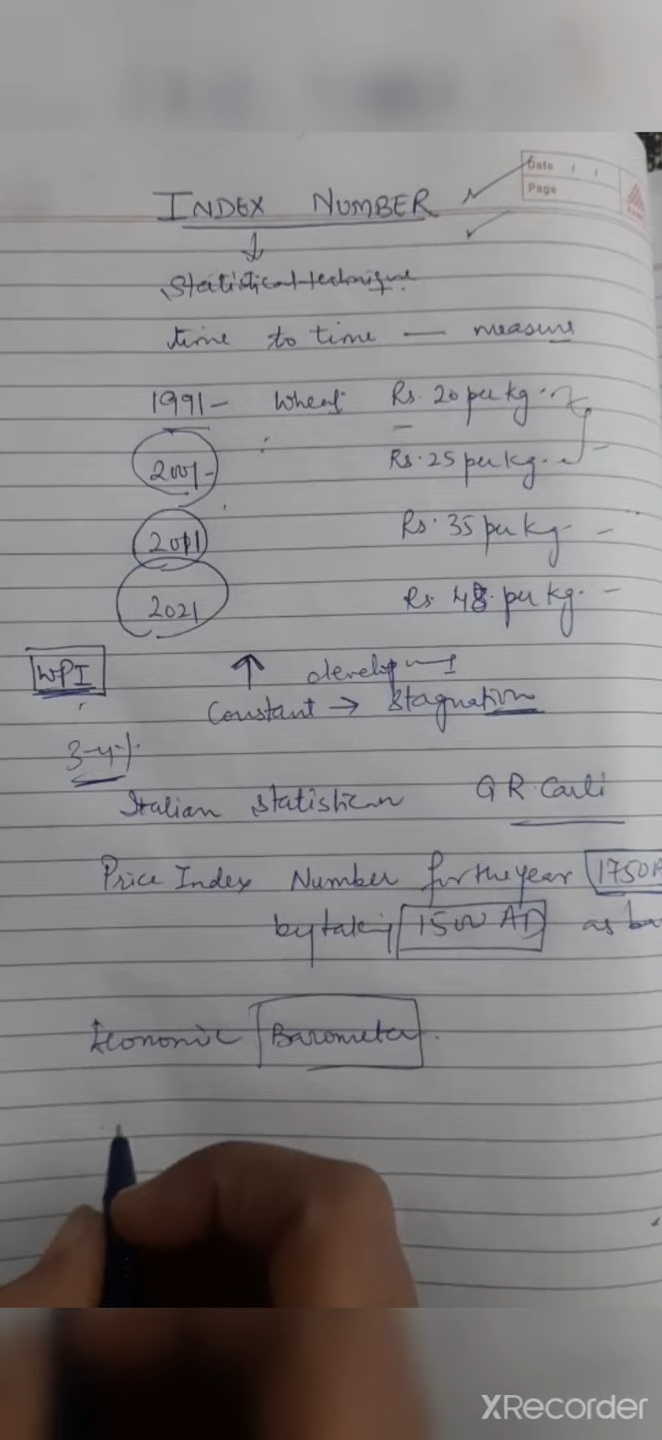 Date / /
Page
INDEX NUMBER
Statistical technique
time to time — measure
1991 - Wheat Rs. 20 per kg.
2001 - Rs. 25 per kg.
2011 Rs. 35 per kg -
2021 Rs. 48. per kg. -
WPI
↑ development
Constant → Stagnation
3-4%
Italian Statistican G R. Carli
Price Index Number for the year 1750 A
by taking 1500 AD as ba
Economic Barometer.
XRecorder